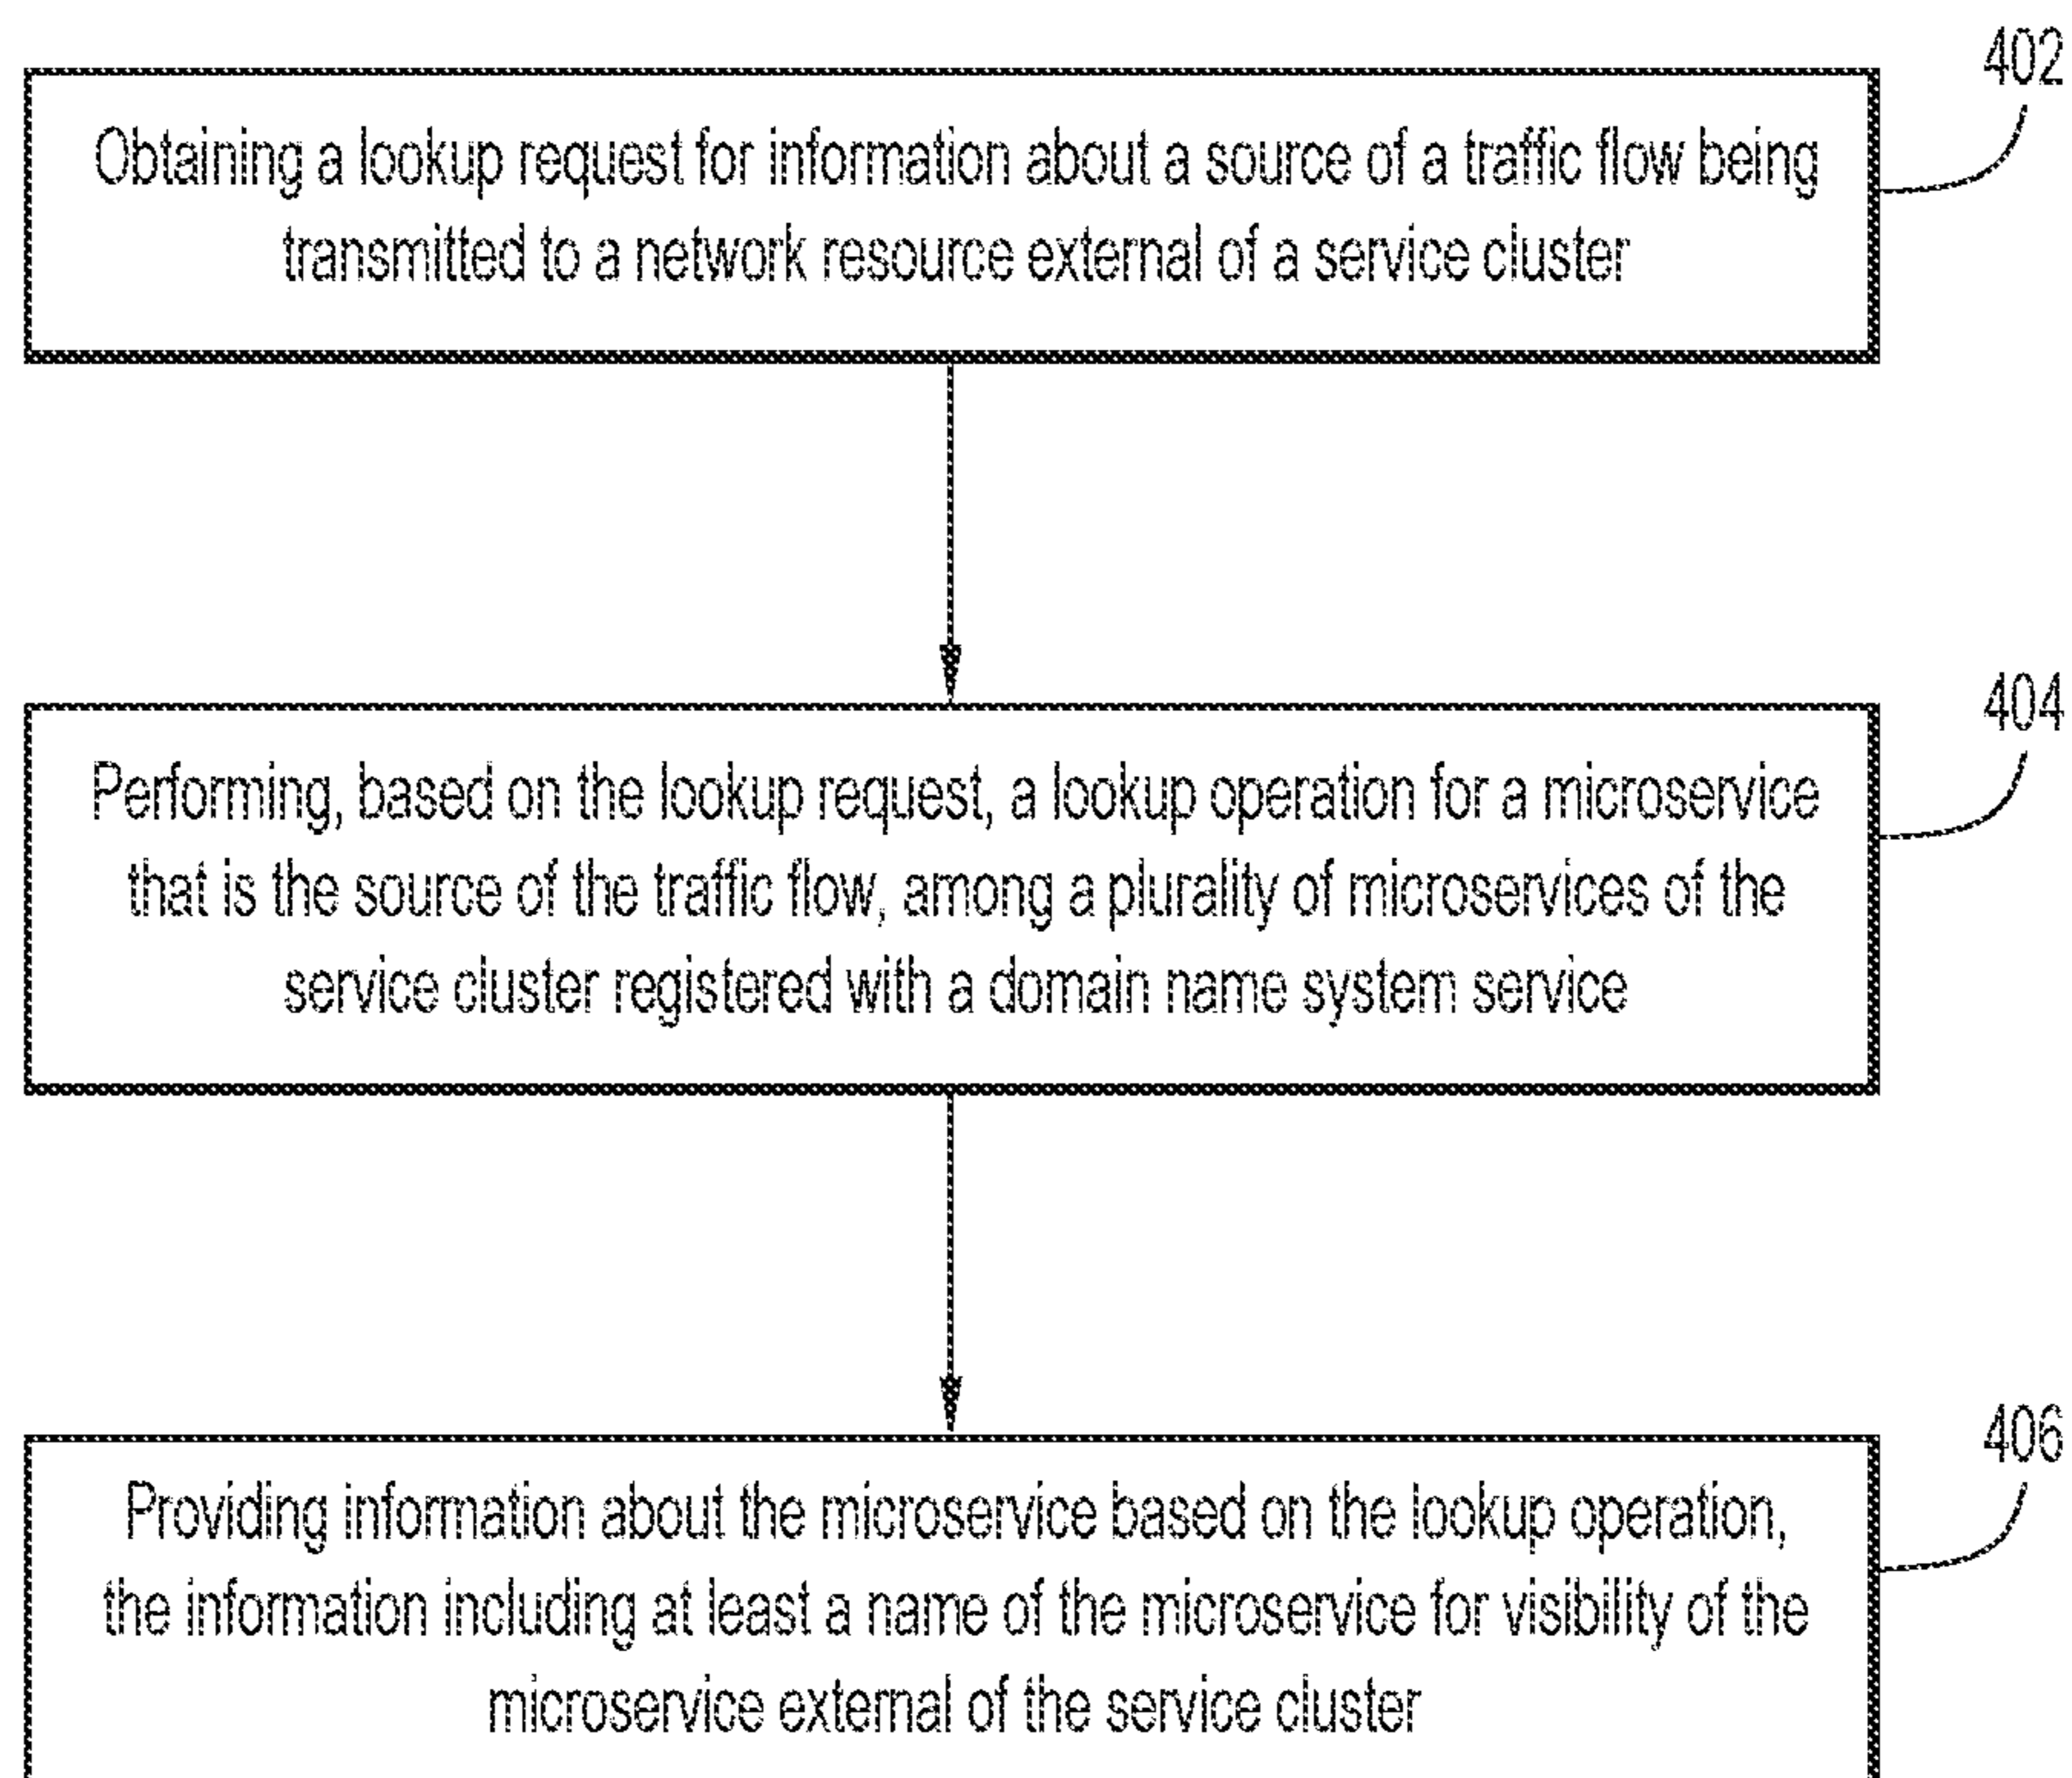 402
Obtaining a lookup request for information about a source of a traffic flow being
transmitted to a network resource external of a service cluster
404
Performing, based on the lookup request, a lookup operation for a microservice
that is the source of the traffic flow, among a plurality of microservices of the
service cluster registered with a domain name system service
406
Providing information about the microservice based on the lookup operation,
the information including at least a name of the microservice for visibility of the
microservice external of the service cluster